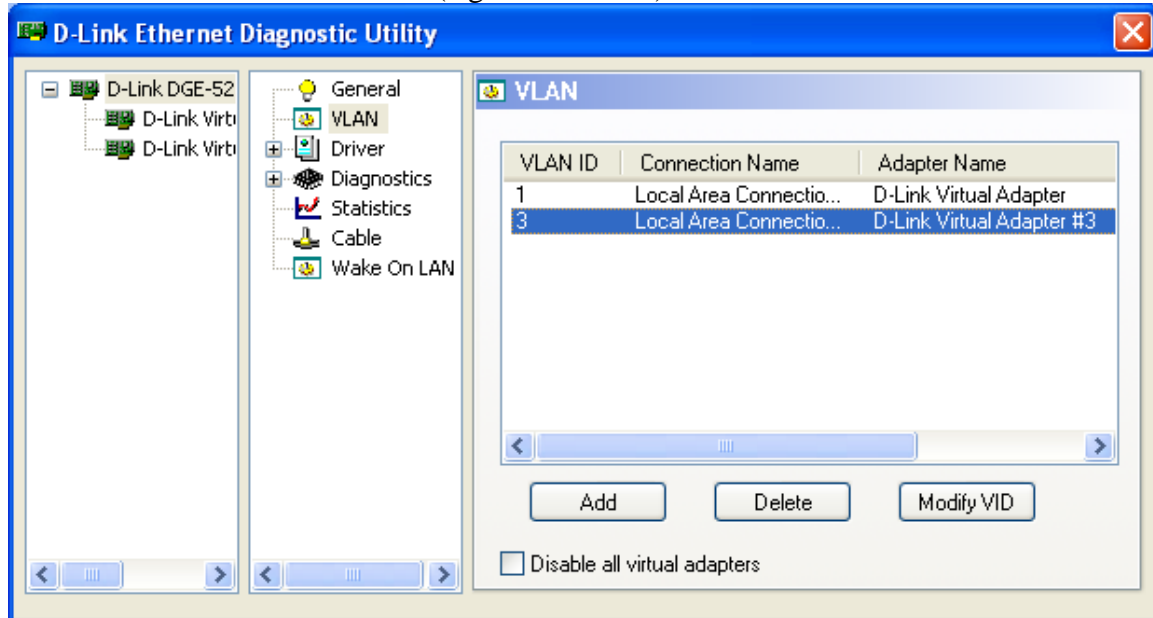 D-Link Ethernet Diagnostic Utility
D-Link DGE-52
D-Link Virt
D-Link Virt
General
VLAN
Driver
Diagnostics
Statistics
Cable
Wake On LAN
VLAN
VLAN ID Connection Name Adapter Name
1 Local Area Connectio... D-Link Virtual Adapter
3 Local Area Connectio... D-Link Virtual Adapter #3
Add Delete Modify VID
Disable all virtual adapters